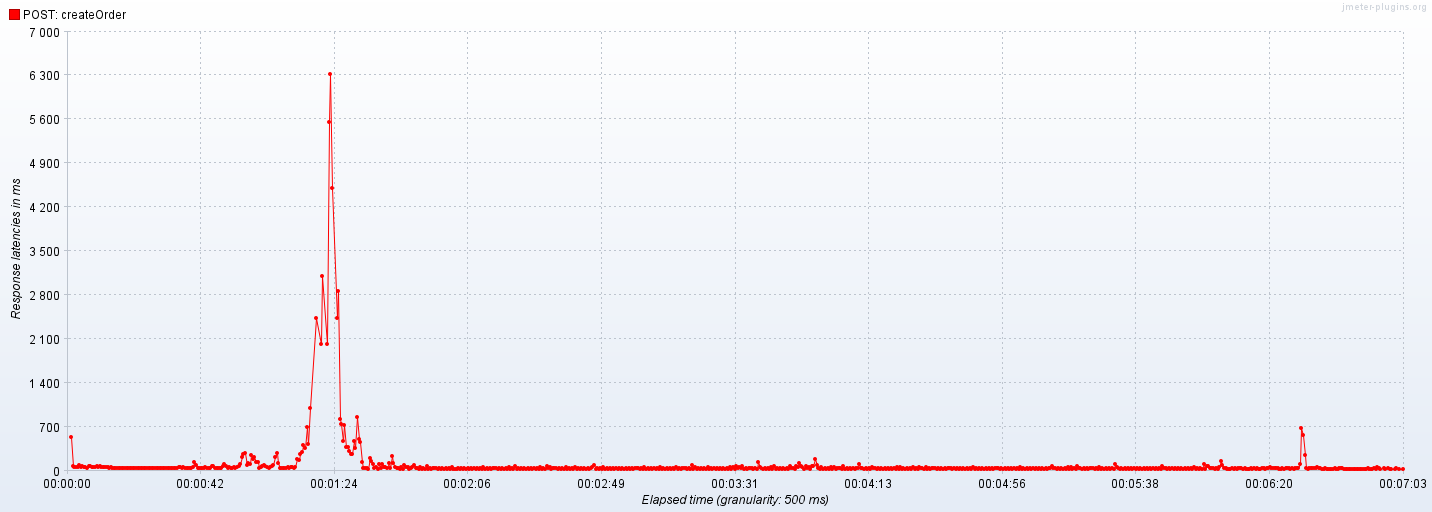 POST: createOrder
jmeter-plugins.org
7 000
6 300
5 600
4 900
4 200
3 500
2 800
2 100
1 400
700
0
Response latencies in ms
00:00:00 00:00:42 00:01:24 00:02:06 00:02:49 00:03:31 00:04:13 00:04:56 00:05:38 00:06:20 00:07:03
Elapsed time (granularity: 500 ms)